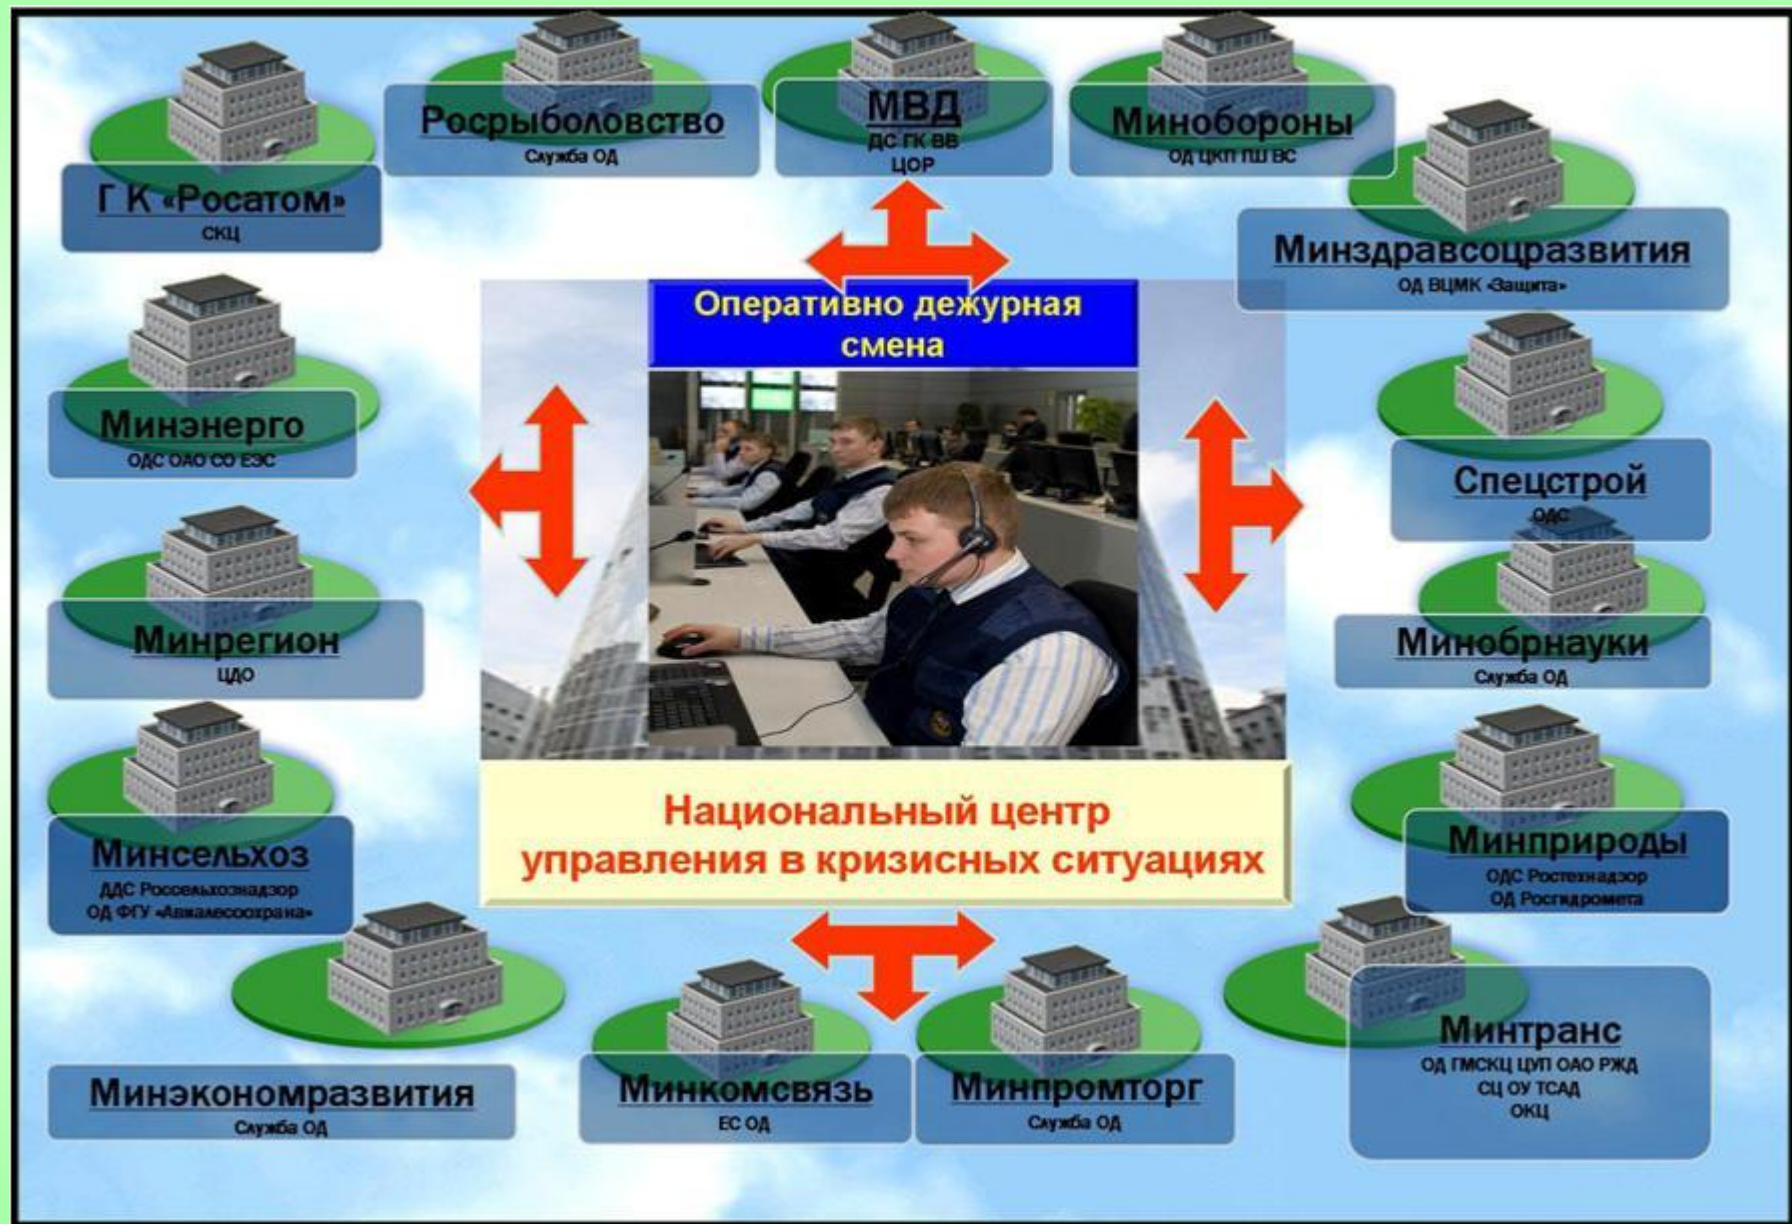 Росрыболовство
Служба ОД
МВД
ДС ГК ВВ
ЦОР
Минобороны
ОД ЦКП ГШ ВС
Г К «Росатом»
СКЦ
Минздравсоцразвития
ОД ВЦМК «Защита»
Оперативно дежурная
смена
Минэнерго
ОДС ОАО СО ЕЭС
Спецстрой
ОДС
Минрегион
ЦДО
Минобрнауки
Служба ОД
Минсельхоз
ДДС Россельхознадзор
ОД ФГУ «Авиалесоохрана»
Национальный центр
управления в кризисных ситуациях
Минприроды
ОДС Ростехнадзор
ОД Росгидромета
Минэкономразвития
Служба ОД
Минкомсвязь
ЕС ОД
Минпромторг
Служба ОД
Минтранс
ОД ГМСКЦ ЦУП ОАО РЖД
СЦ ОУ ТСАД
ОКЦ